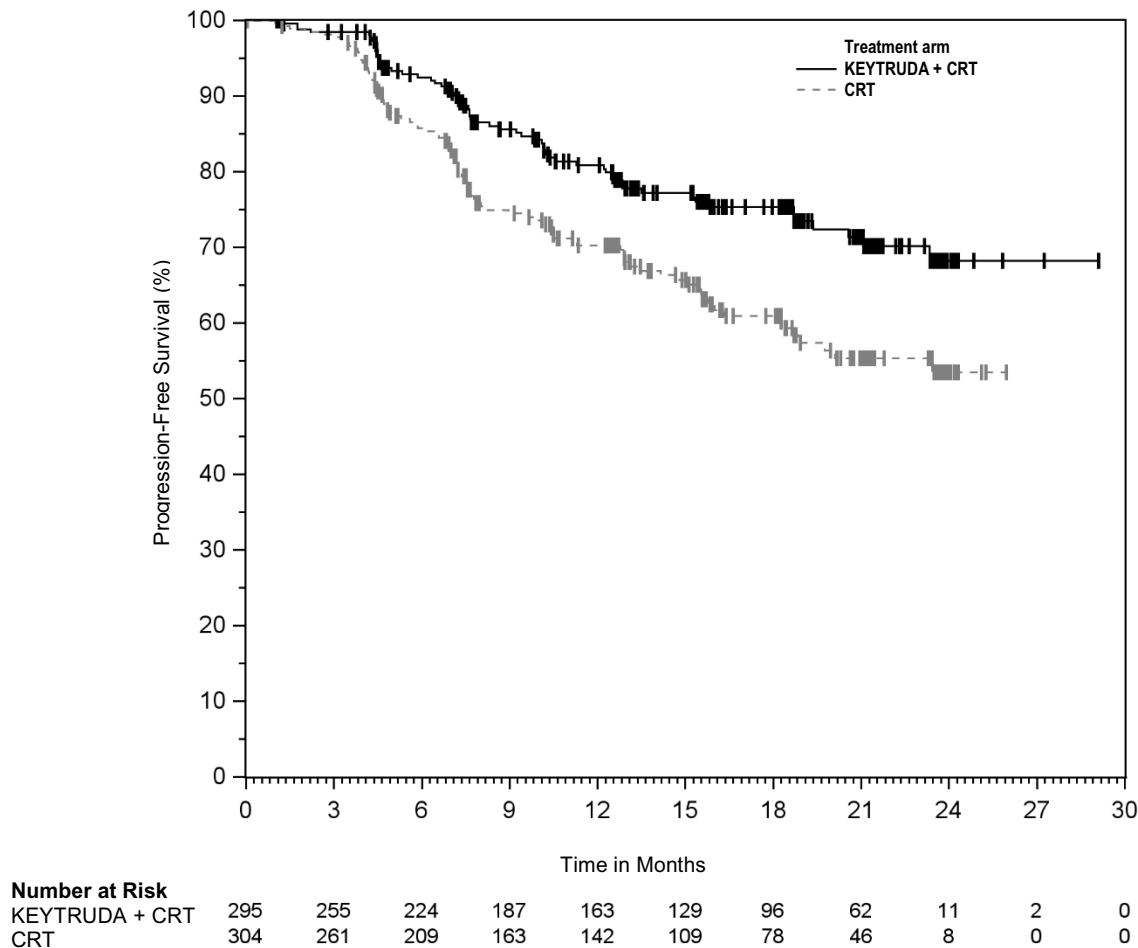 100
90
80
70
60
50
40
30
20
10
0
Progression-Free Survival (%)
Treatment arm
KEYTRUDA + CRT
CRT
0 3 6 9 12 15 18 21 24 27 30
Time in Months
Number at Risk
KEYTRUDA + CRT 295 255 224 187 163 129 96 62 11 2 0
CRT 304 261 209 163 142 109 78 46 8 0 0